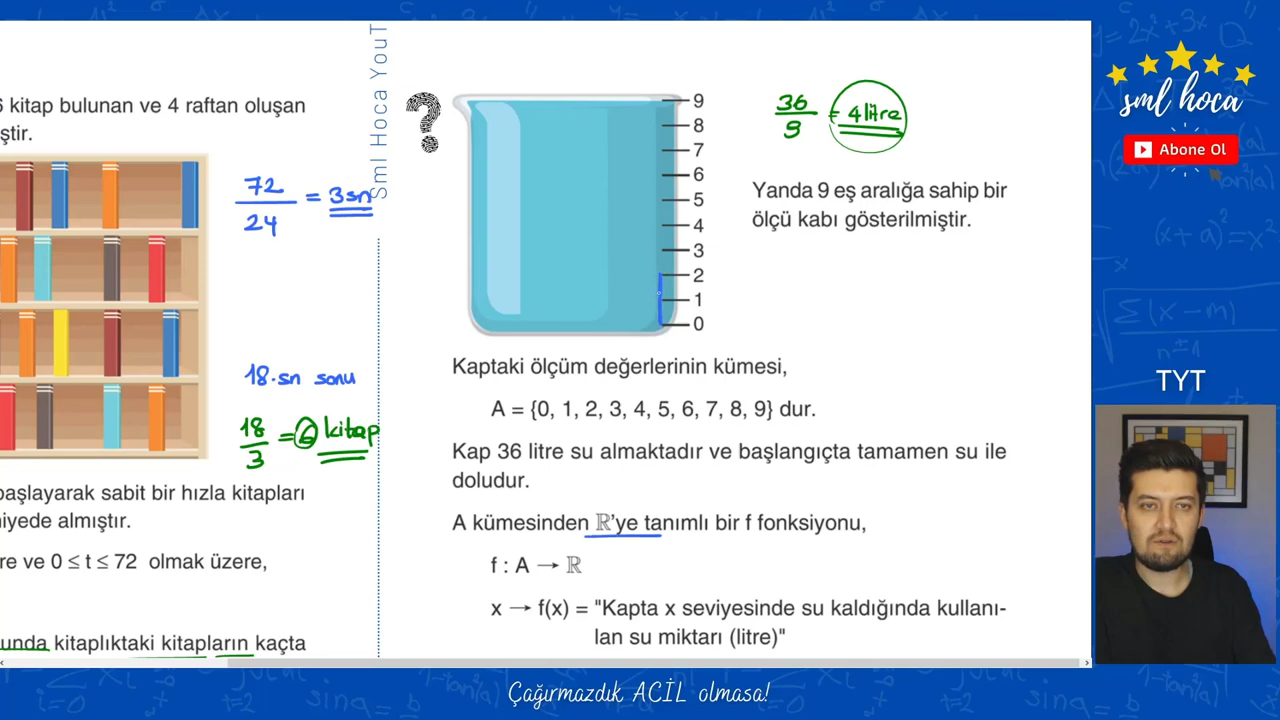 6 kitap bulunan ve 4 raftan oluşan
ştir.
72
24
= 3sn
18.sn sonu
18
3
= 6 kitap
başlayarak sabit bir hızla kitapları
niyede almıştır.
re ve 0 ≤ t ≤ 72 olmak üzere,
unda kitaplıktaki kitapların kaçta
Sml Hoca YouT
?
9
8
7
6
5
4
3
2
1
0
36
9
= 4 litre
Yanda 9 eş aralığa sahip bir
ölçü kabı gösterilmiştir.
Kaptaki ölçüm değerlerinin kümesi,
A = {0, 1, 2, 3, 4, 5, 6, 7, 8, 9} dur.
Kap 36 litre su almaktadır ve başlangıçta tamamen su ile
doludur.
A kümesinden ℝ'ye tanımlı bir f fonksiyonu,
f : A → ℝ
x → f(x) = "Kapta x seviyesinde su kaldığında kullanı-
lan su miktarı (litre)"
sml hoca
Abone Ol
TYT
Çağırmazdık ACİL olmasa!